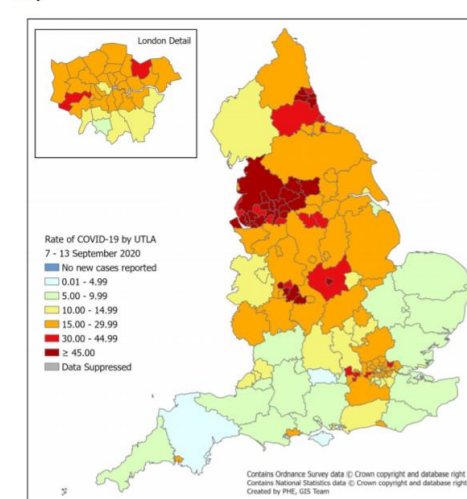 London Detail
Rate of COVID-19 by UTLA
7 - 13 September 2020
No new cases reported
0.01 - 4.99
5.00 - 9.99
10.00 - 14.99
15.00 - 29.99
30.00 - 44.99
≥ 45.00
Data Suppressed
Contains Ordnance Survey data © Crown copyright and database right
Contains National Statistics data © Crown copyright and database right
Created by PHE, GIS Team